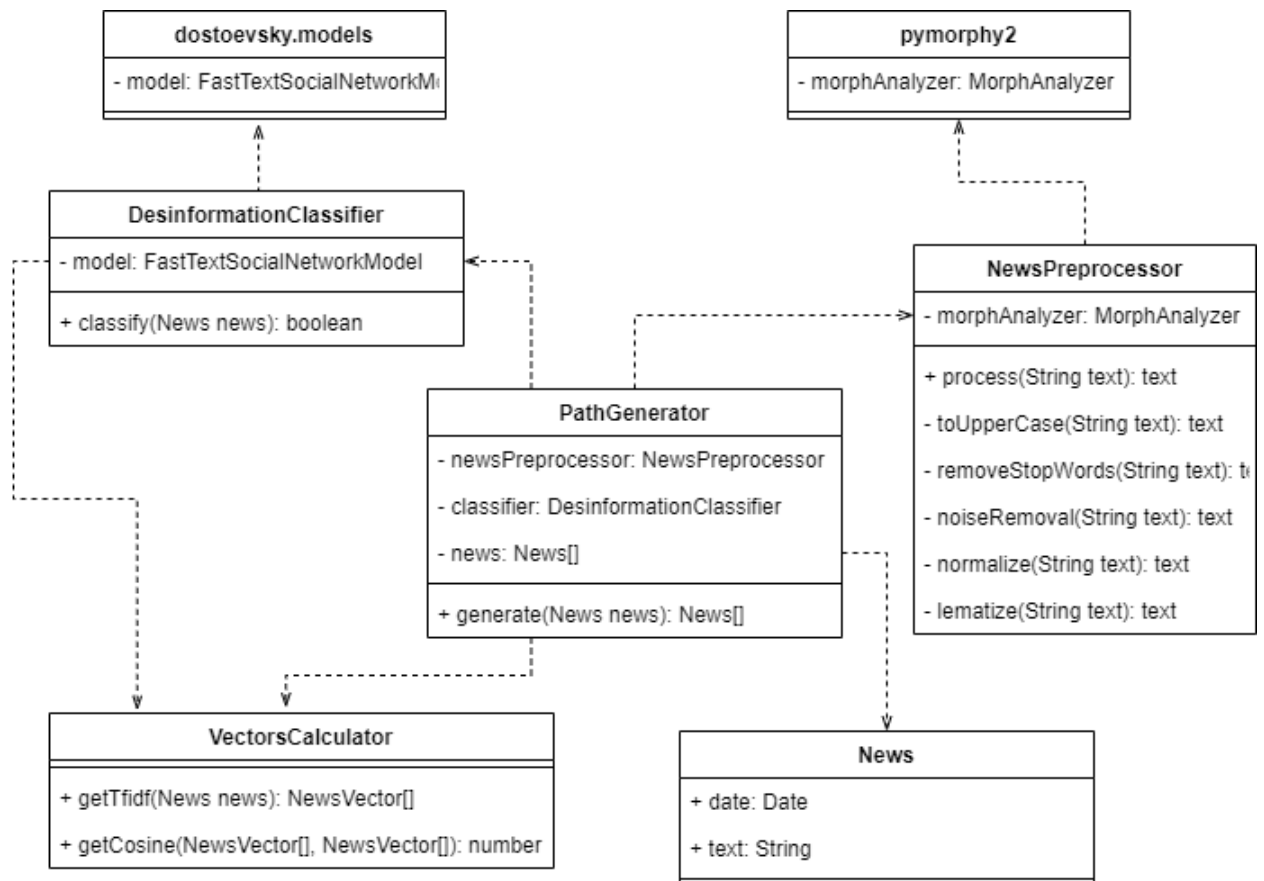 dostoevsky.models
- model: FastTextSocialNetworkM
pymorphy2
- morphAnalyzer: MorphAnalyzer
DesinformationClassifier
- model: FastTextSocialNetworkModel
+ classify(News news): boolean
NewsPreprocessor
- morphAnalyzer: MorphAnalyzer
+ process(String text): text
- toUpperCase(String text): text
- removeStopWords(String text): te
- noiseRemoval(String text): text
- normalize(String text): text
- lematize(String text): text
PathGenerator
- newsPreprocessor: NewsPreprocessor
- classifier: DesinformationClassifier
- news: News[]
+ generate(News news): News[]
VectorsCalculator
+ getTfidf(News news): NewsVector[]
+ getCosine(NewsVector[], NewsVector[]): number
News
+ date: Date
+ text: String